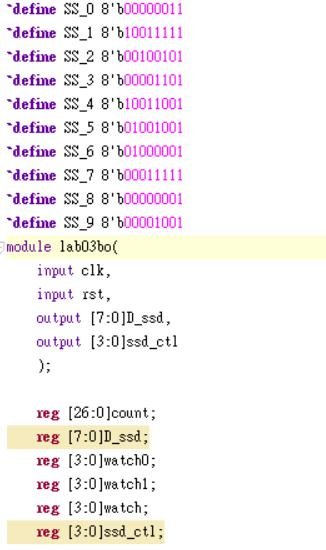 `define SS_0 8'b00000011
`define SS_1 8'b10011111
`define SS_2 8'b00100101
`define SS_3 8'b00001101
`define SS_4 8'b10011001
`define SS_5 8'b01001001
`define SS_6 8'b01000001
`define SS_7 8'b00011111
`define SS_8 8'b00000001
`define SS_9 8'b00001001
module lab03bo(
input clk,
input rst,
output [7:0]D_ssd,
output [3:0]ssd_ctl
);
reg [26:0]count;
reg [7:0]D_ssd;
reg [3:0]watch0;
reg [3:0]watch1;
reg [3:0]watch;
reg [3:0]ssd_ctl;